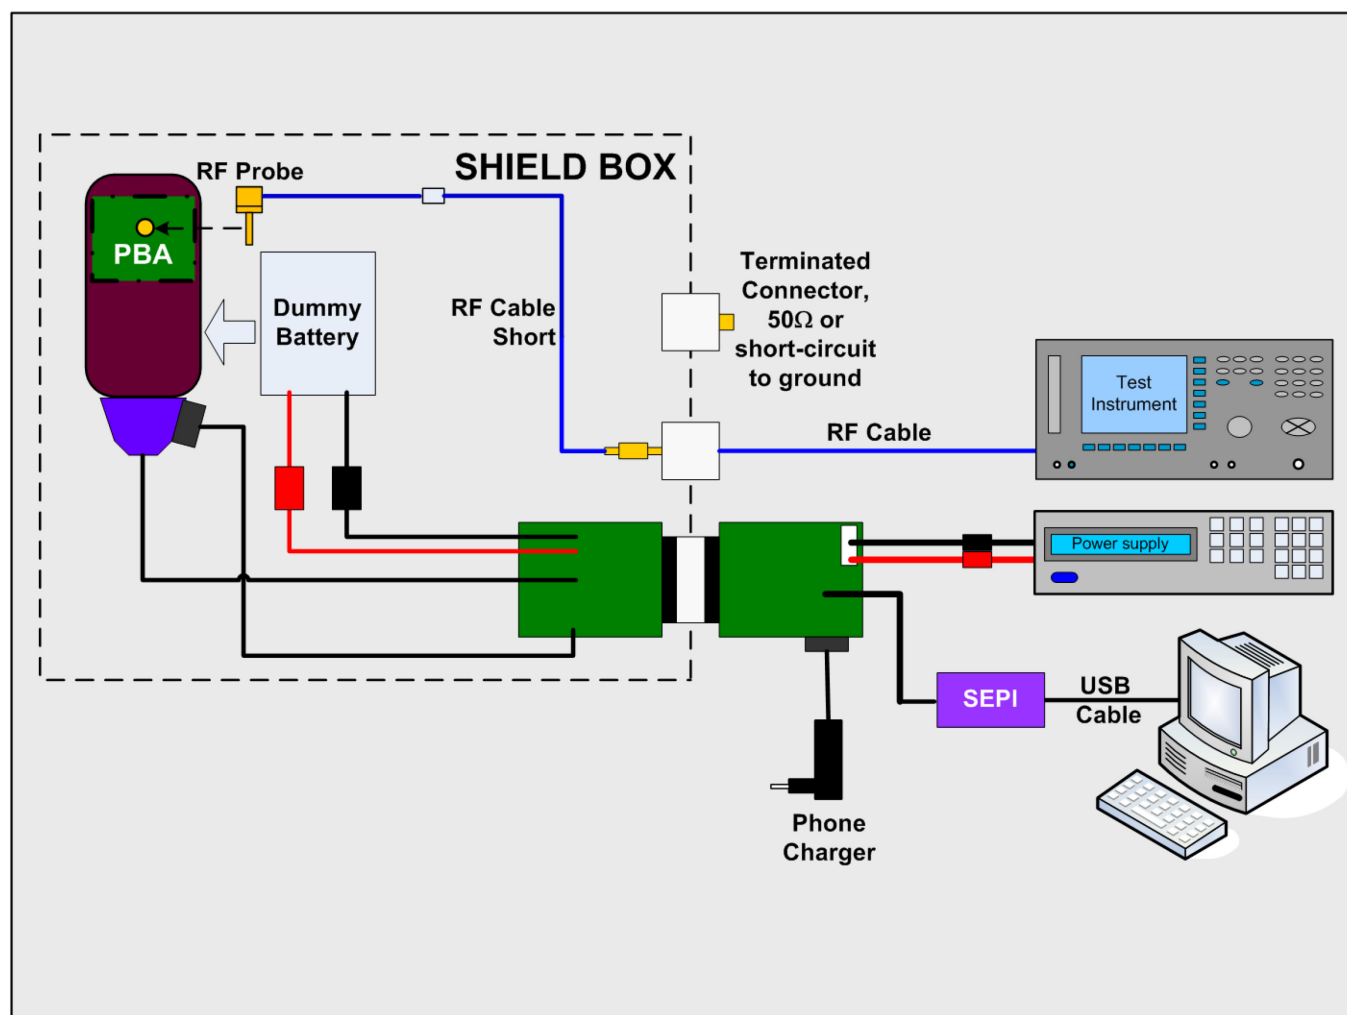 SHIELD BOX
RF Probe
PBA
Dummy
Battery
RF Cable
Short
Terminated
Connector,
50Ω or
short-circuit
to ground
RF Cable
Test
Instrument
Power supply
SEPI
USB
Cable
Phone
Charger